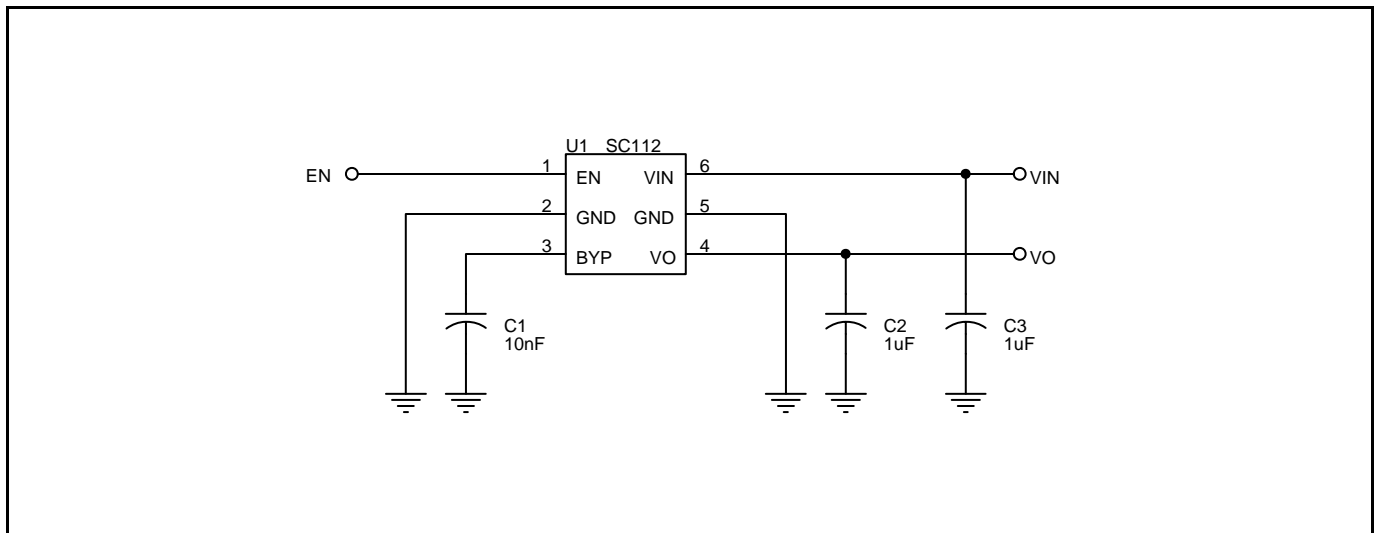 U1 SC112
EN 1 EN VIN 6 VIN
2 GND GND 5
3 BYP VO 4 VO
C1
10nF
C2
1uF
C3
1uF